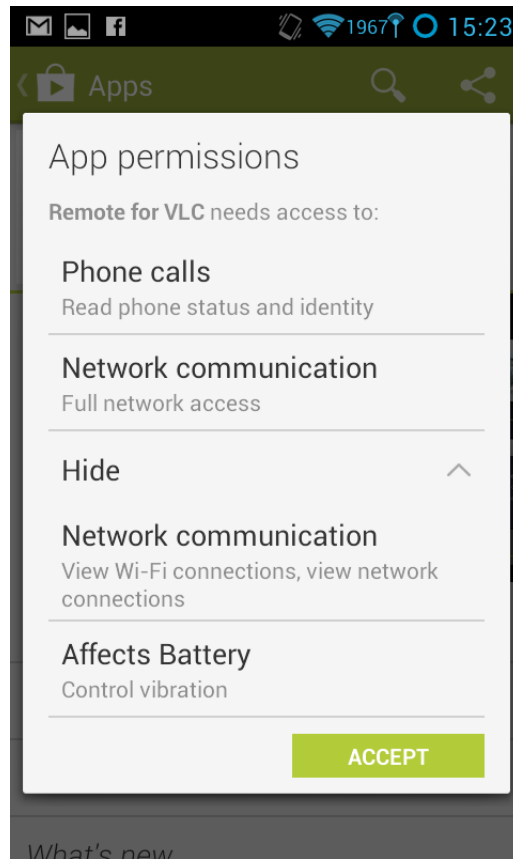 1967 15:23
Apps
App permissions
Remote for VLC needs access to:
Phone calls
Read phone status and identity
Network communication
Full network access
Hide
Network communication
View Wi-Fi connections, view network
connections
Affects Battery
Control vibration
ACCEPT
What's new